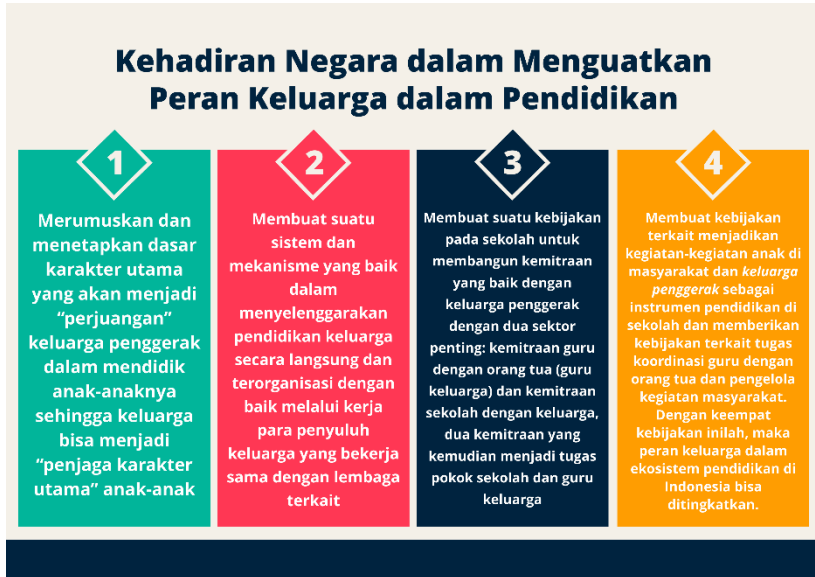 Kehadiran Negara dalam Menguatkan
Peran Keluarga dalam Pendidikan
1
Merumuskan dan
menetapkan dasar
karakter utama
yang akan menjadi
“perjuangan”
keluarga penggerak
dalam mendidik
anak-anaknya
sehingga keluarga
bisa menjadi
“penjaga karakter
utama” anak-anak
2
Membuat suatu
sistem dan
mekanisme yang baik
dalam
menyelenggarakan
pendidikan keluarga
secara langsung dan
terorganisasi dengan
baik melalui kerja
para penyuluh
keluarga yang bekerja
sama dengan lembaga
terkait
3
Membuat suatu kebijakan
pada sekolah untuk
membangun kemitraan
yang baik dengan
keluarga penggerak
dengan dua sektor
penting: kemitraan guru
dengan orang tua (guru
keluarga) dan kemitraan
sekolah dengan keluarga,
dua kemitraan yang
kemudian menjadi tugas
pokok sekolah dan guru
keluarga
4
Membuat kebijakan
terkait menjadikan
kegiatan-kegiatan anak di
masyarakat dan keluarga
penggerak sebagai
instrumen pendidikan di
sekolah dan memberikan
kebijakan terkait tugas
koordinasi guru dengan
orang tua dan pengelola
kegiatan masyarakat.
Dengan keempat
kebijakan inilah, maka
peran keluarga dalam
ekosistem pendidikan di
Indonesia bisa
ditingkatkan.